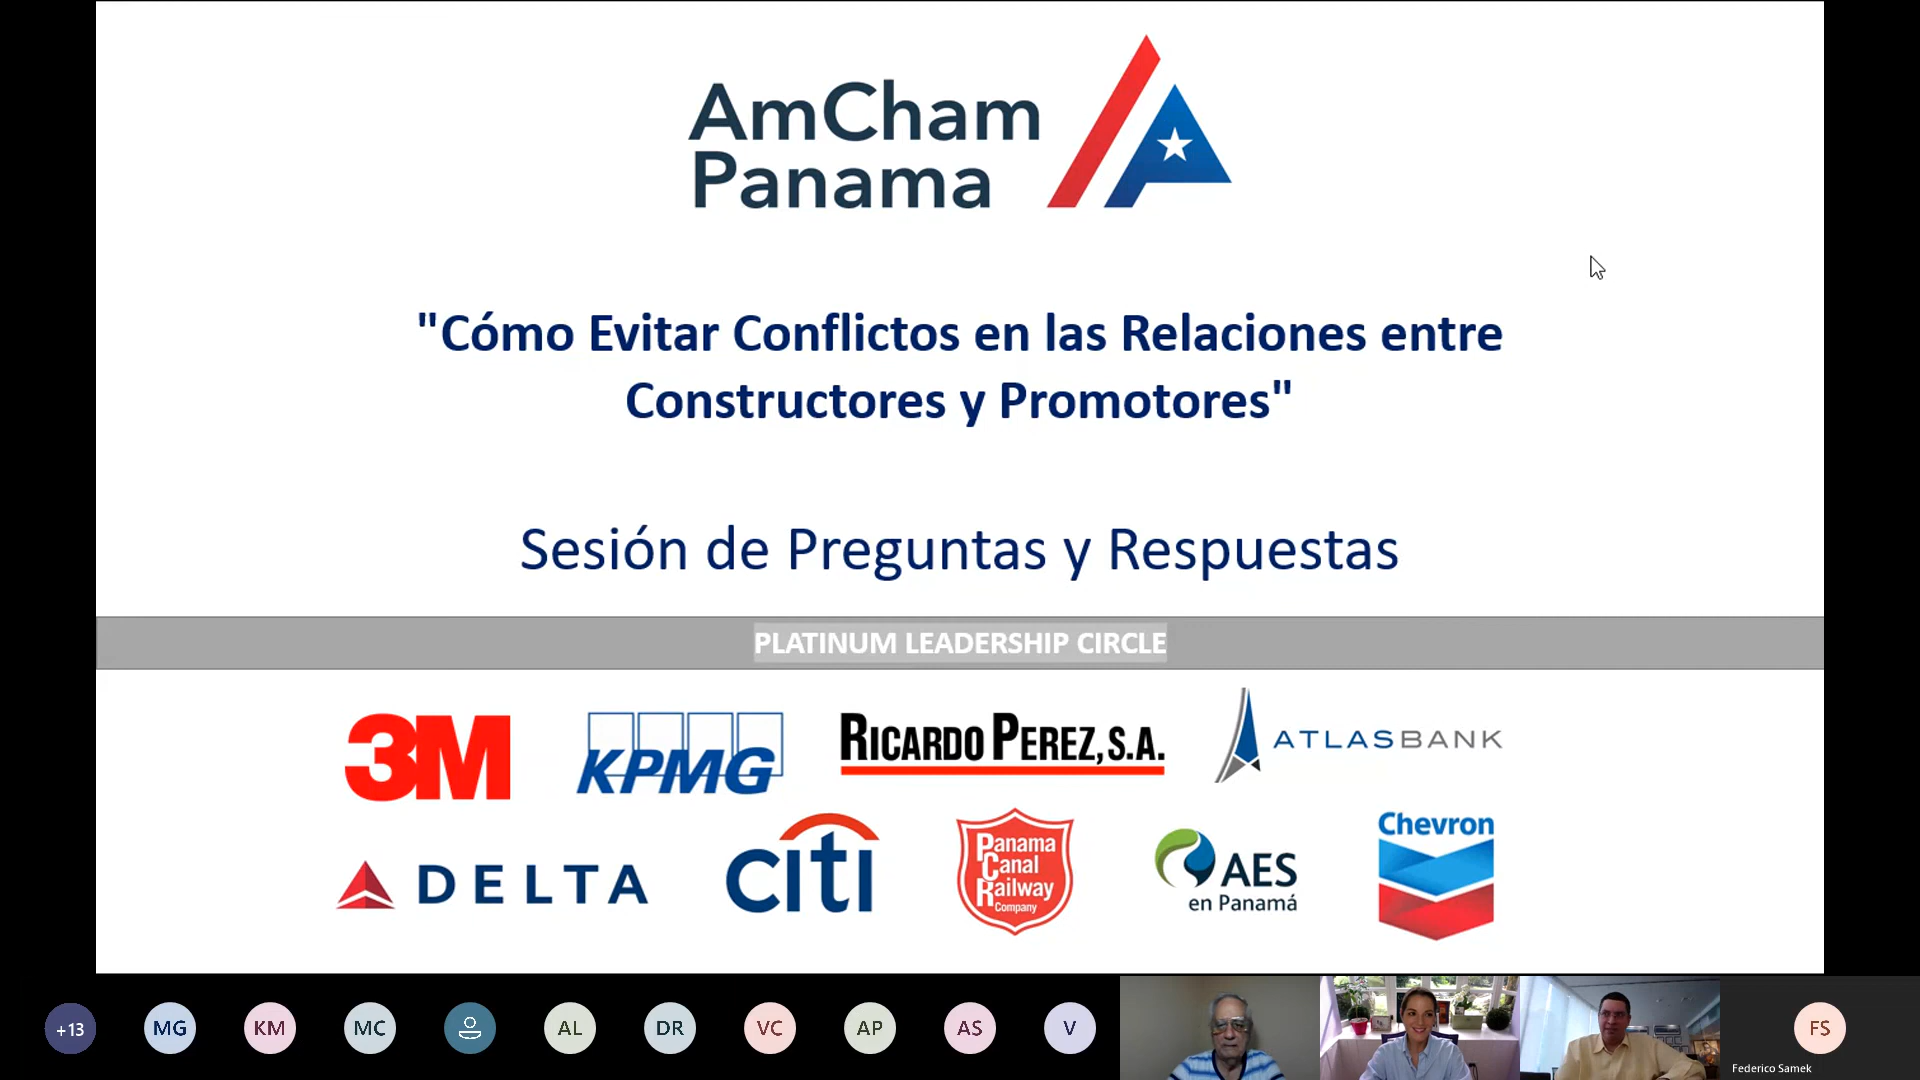 AmCham
Panama
"Cómo Evitar Conflictos en las Relaciones entre
Constructores y Promotores"
Sesión de Preguntas y Respuestas
PLATINUM LEADERSHIP CIRCLE
3M
KPMG
RICARDO PEREZ, S.A.
ATLASBANK
DELTA
citi
Panama
Canal
Railway
Company
AES
en Panamá
Chevron
+13
MG
KM
MC
AL
DR
VC
AP
AS
V
FS
Federico Samek